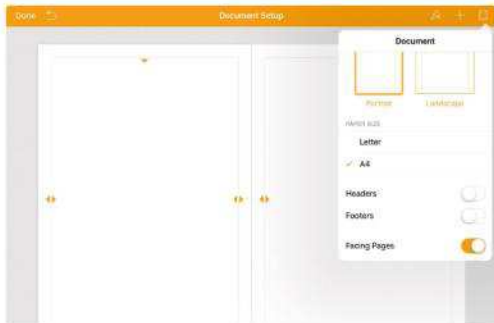 Done
Document Setup
Document
Portrait
Landscape
PAPER SIZE
Letter
A4
Headers
Footers
Facing Pages